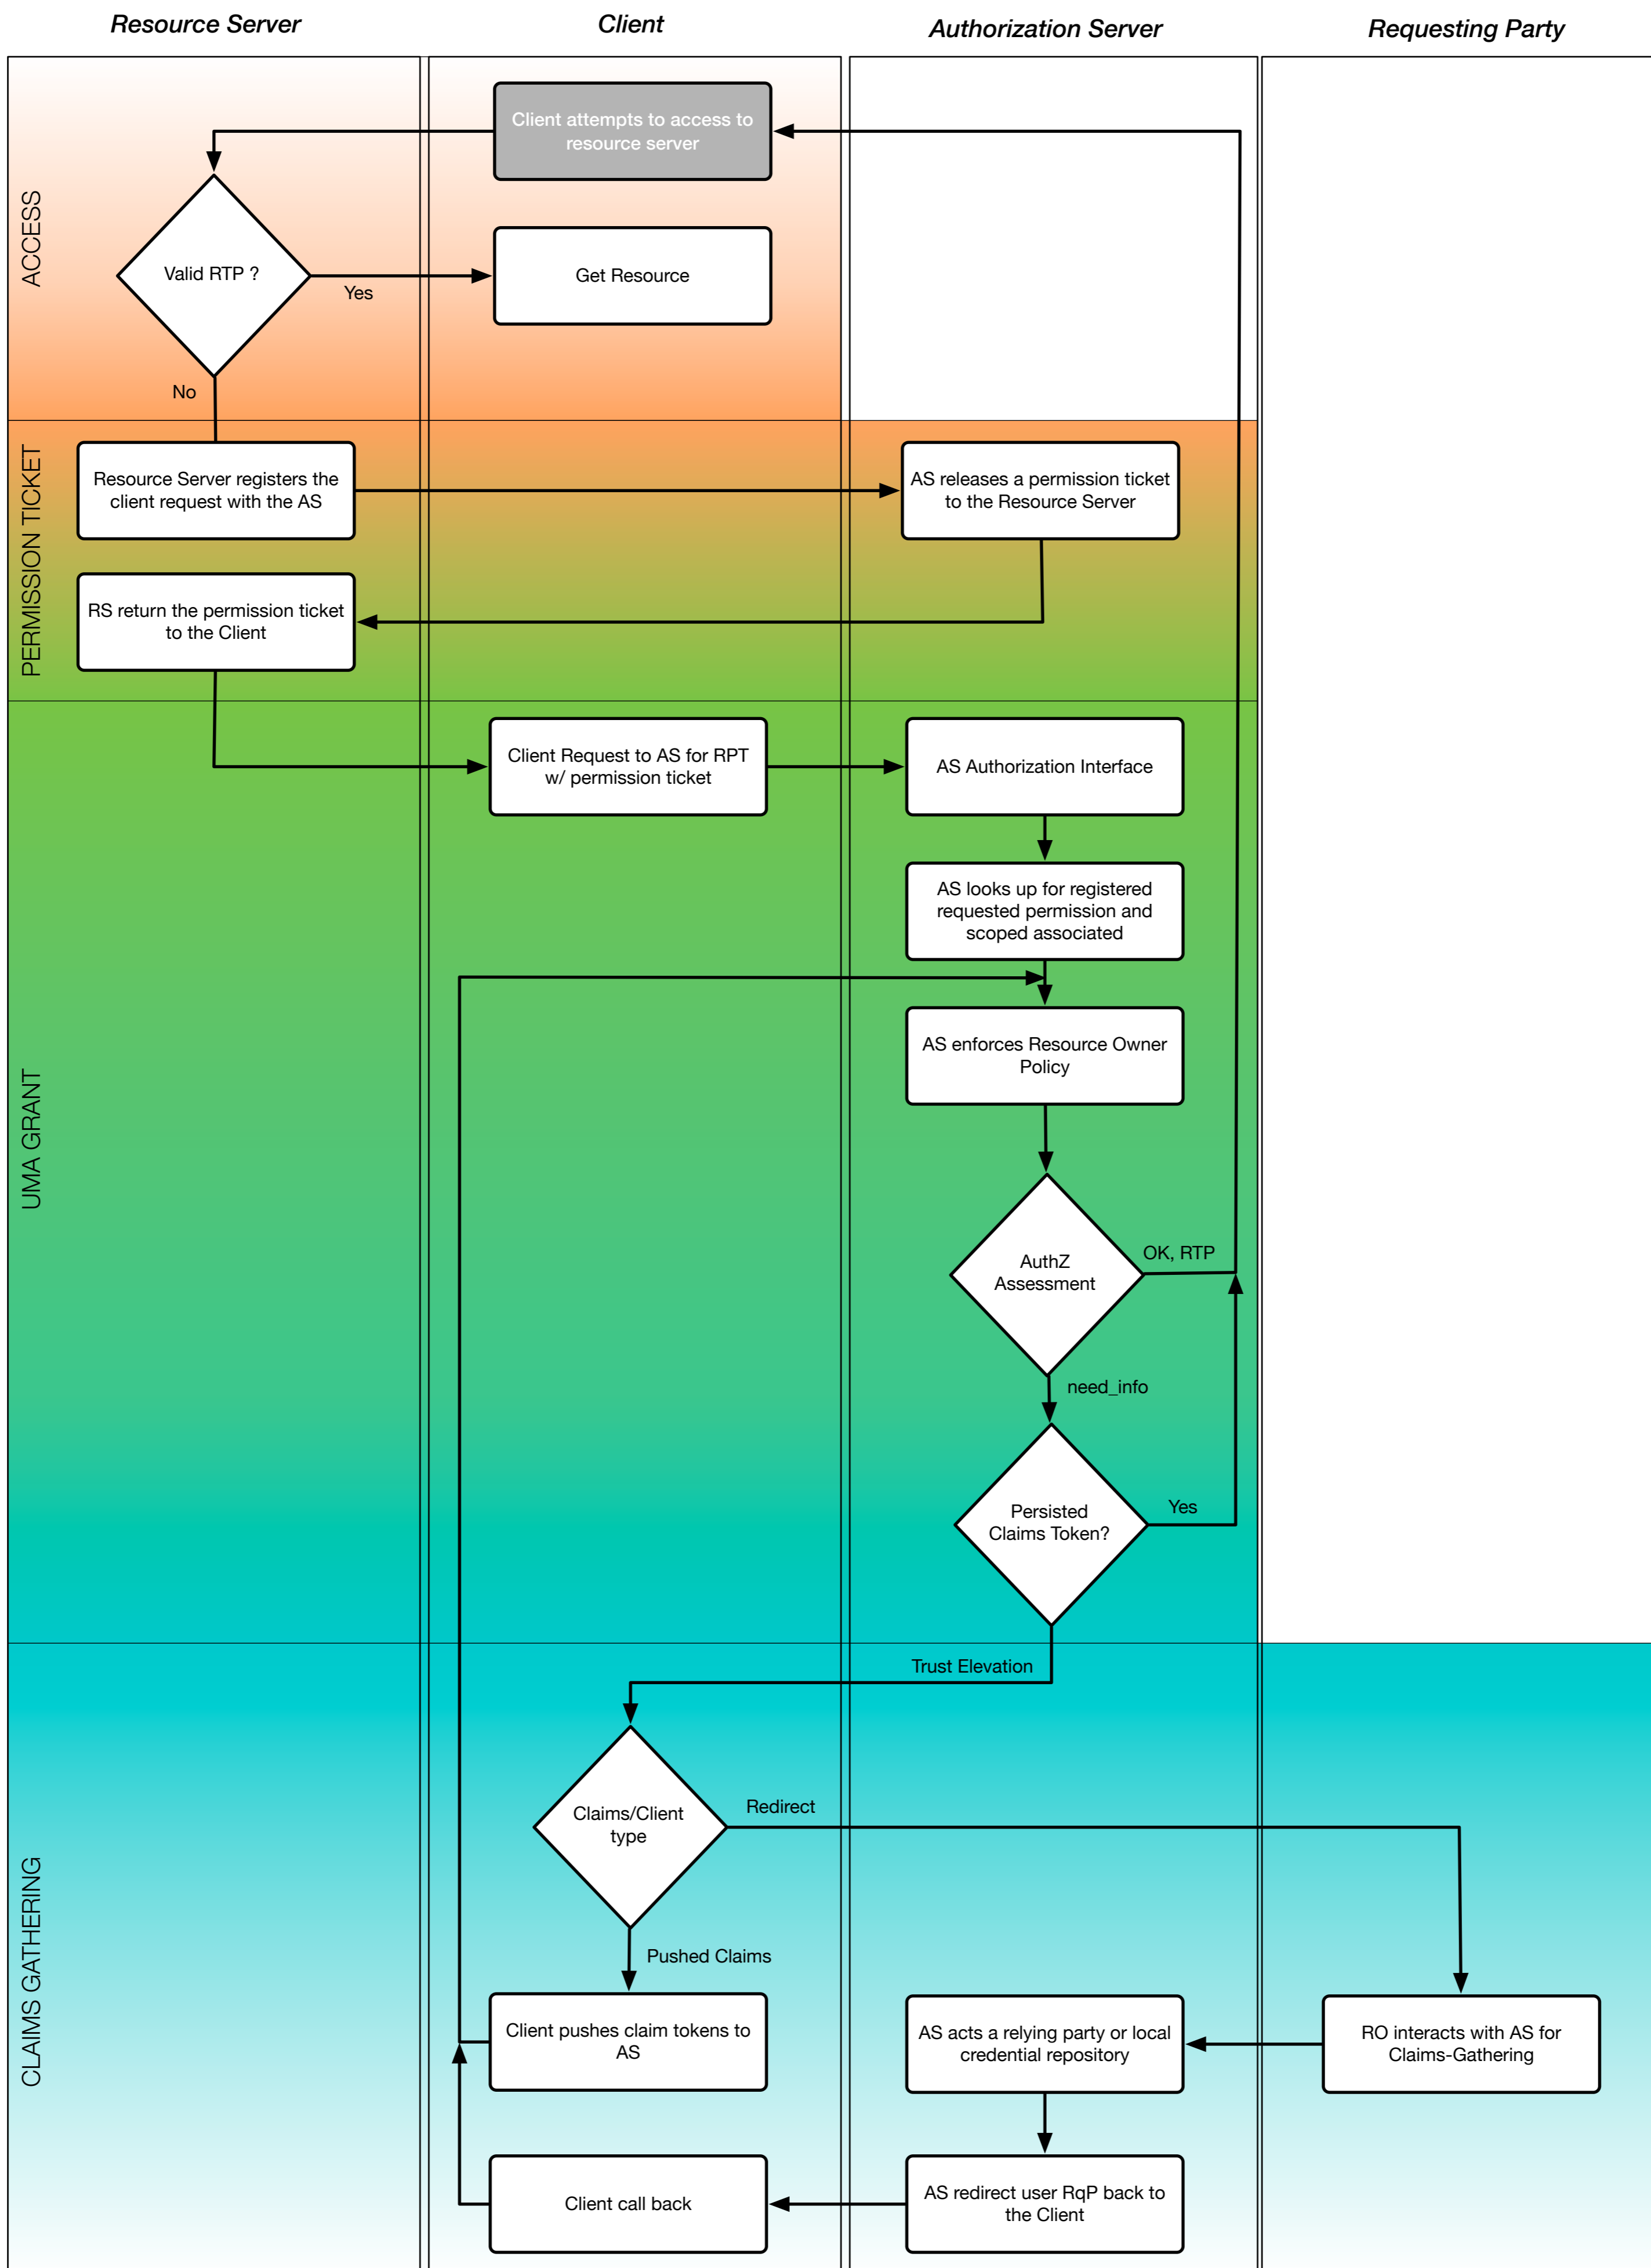 Resource Server
Client
Authorization Server
Requesting Party
ACCESS
Client attempts to access to
resource server
Valid RTP ?
Yes
Get Resource
No
PERMISSION TICKET
Resource Server registers the
client request with the AS
AS releases a permission ticket
to the Resource Server
RS return the permission ticket
to the Client
UMA GRANT
Client Request to AS for RPT
w/ permission ticket
AS Authorization Interface
AS looks up for registered
requested permission and
scoped associated
AS enforces Resource Owner
Policy
AuthZ
Assessment
OK, RTP
need_info
Persisted
Claims Token?
Yes
CLAIMS GATHERING
Trust Elevation
Claims/Client
type
Redirect
Pushed Claims
Client pushes claim tokens to
AS
AS acts a relying party or local
credential repository
RO interacts with AS for
Claims-Gathering
Client call back
AS redirect user RqP back to
the Client